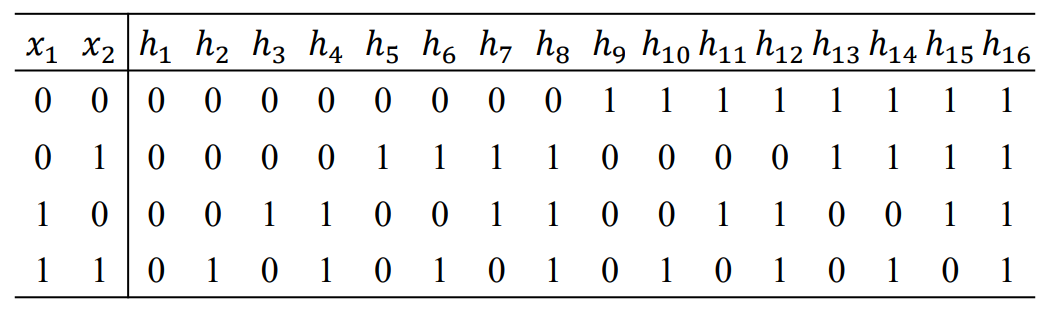 x₁ x₂ h₁ h₂ h₃ h₄ h₅ h₆ h₇ h₈ h₉ h₁₀ h₁₁ h₁₂ h₁₃ h₁₄ h₁₅ h₁₆
0 0 0 0 0 0 0 0 0 0 1 1 1 1 1 1 1 1
0 1 0 0 0 0 1 1 1 1 0 0 0 0 1 1 1 1
1 0 0 0 1 1 0 0 1 1 0 0 1 1 0 0 1 1
1 1 0 1 0 1 0 1 0 1 0 1 0 1 0 1 0 1